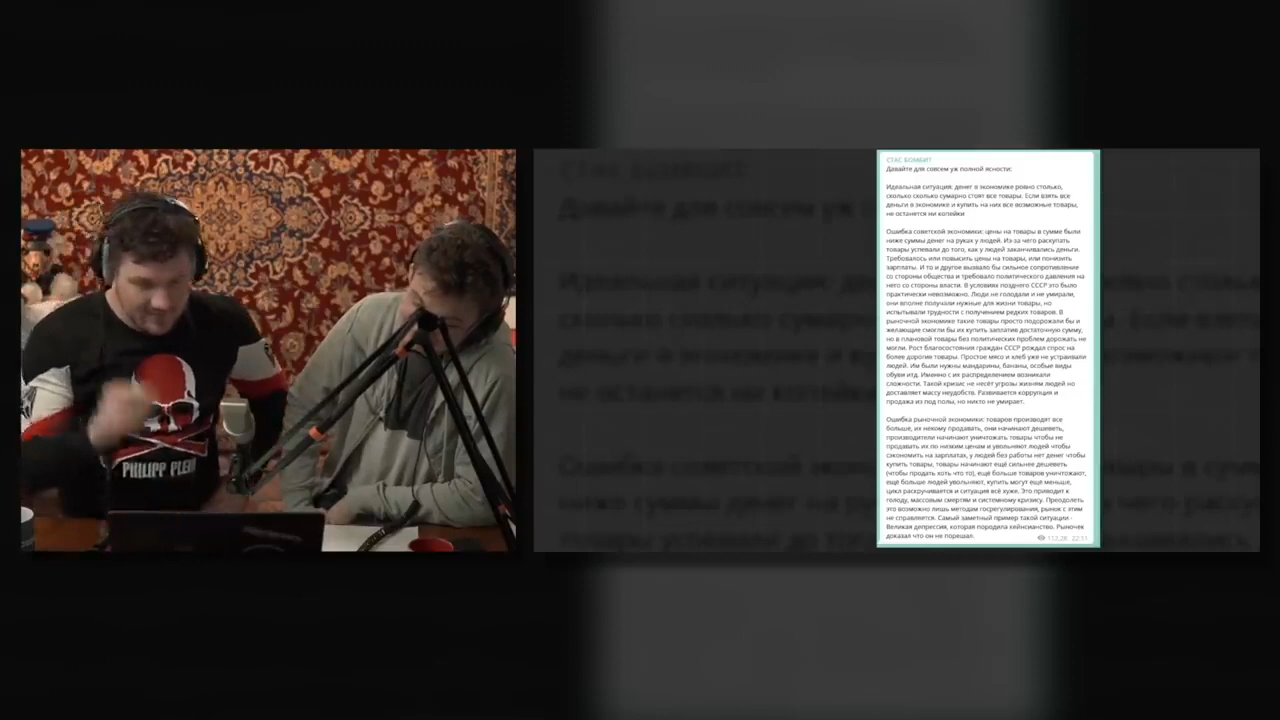 СТАС БОМБИТ
Давайте для совсем уж полной ясности:
Идеальная ситуация: денег в экономике ровно столько,
сколько сколько сумарно стоят все товары. Если взять все
деньги в экономике и купить на них все возможные товары,
не останется ни копейки
Ошибка советской экономики: цены на товары в сумме были
ниже суммы денег на руках у людей. Из-за чего раскупать
товары успевали до того, как у людей заканчивались деньги.
Требовалось или повысить цены на товары, или понизить
зарплаты. И то и другое вызвало бы сильное сопротивление
со стороны общества и требовало политического давления на
него со стороны власти. В условиях позднего СССР это было
практически невозможно. Люди не голодали и не умирали,
они вполне получали нужные для жизни товары, но
испытывали трудности с получением редких товаров. В
рыночной экономике такие товары просто подорожали бы и
желающие смогли бы их купить заплатив достаточную сумму,
но в плановой товары без политических проблем дорожать не
могли. Рост благосостояния граждан СССР рождал спрос на
более дорогие товары. Простое мясо и хлеб уже не устраивали
людей. Им были нужны мандарины, бананы, особые виды
обуви итд. Именно с их распределением возникали
сложности. Такой кризис не несёт угрозы жизням людей но
доставляет массу неудобств. Развивается коррупция и
продажа из под полы, но никто не умирает.
Ошибка рыночной экономики: товаров производят все
больше, их некому продавать, они начинают дешеветь,
производители начинают уничтожать товары чтобы не
продавать их по низким ценам и увольняют людей чтобы
сэкономить на зарплатах, у людей без работы нет денег чтобы
купить товары, товары начинают ещё сильнее дешеветь
(чтобы продать хоть что то), ещё больше товаров уничтожают,
ещё больше людей увольняют, купить могут ещё меньше,
цикл раскручивается и ситуация всё хуже. Это приводит к
голоду, массовым смертям и системному кризису. Преодолеть
это возможно лишь методам госрегулирования, рынок с этим
не справляется. Самый заметный пример такой ситуации -
Великая депрессия, которая породила кейнсианство. Рыночек
доказал что он не порешал.
112,2K 22:11
PHILIPP PLEIN